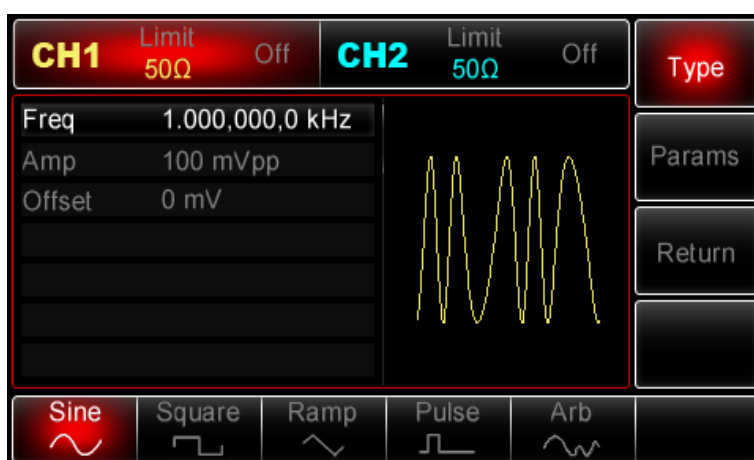 CH1 Limit Off 50Ω CH2 Limit Off 50Ω Type
Freq 1.000,000,0 kHz
Amp 100 mVpp
Offset 0 mV
Params
Return
Sine Square Ramp Pulse Arb